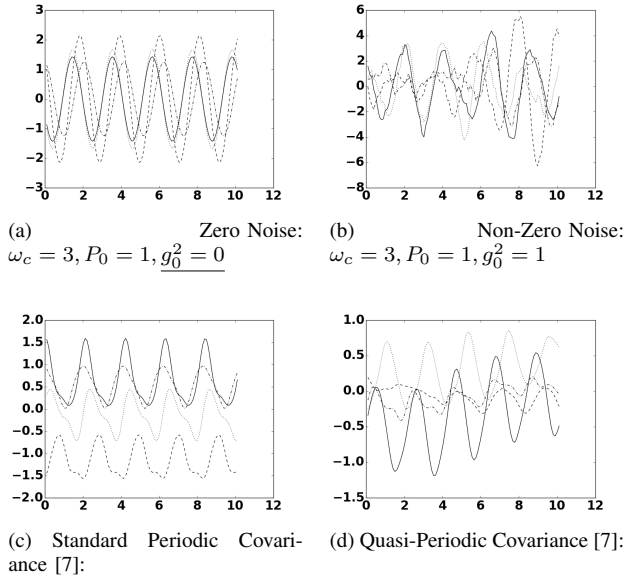 3
2
1
0
−1
−2
−3
0 2 4 6 8 10 12
6
4
2
0
−2
−4
−6
−8
0 2 4 6 8 10 12
(a) Zero Noise:
ω_c = 3, P_0 = 1, g_0^2 = 0
(b) Non-Zero Noise:
ω_c = 3, P_0 = 1, g_0^2 = 1
2.0
1.5
1.0
0.5
0.0
−0.5
−1.0
−1.5
−2.0
0 2 4 6 8 10 12
1.0
0.5
0.0
−0.5
−1.0
−1.5
0 2 4 6 8 10 12
(c) Standard Periodic Covari-
ance [7]:
(d) Quasi-Periodic Covariance [7]: